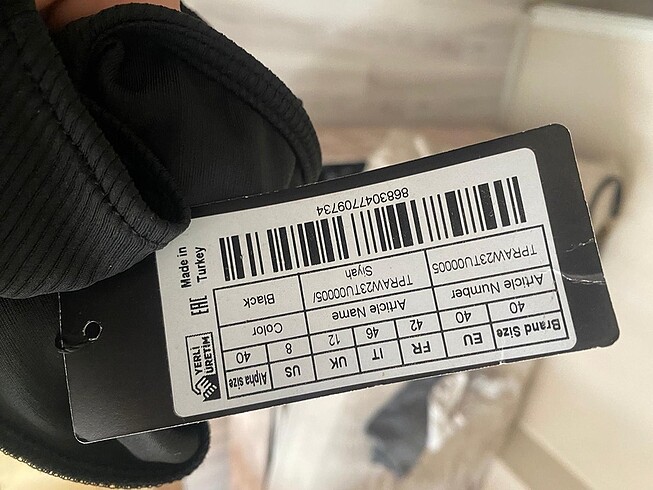 Brand Size EU FR IT UK US Alpha size
40 40 42 46 12 8 40
Article Number Article Name Color
TPRAW23TU00005 TPRAW23TU00005/ Black
Siyah
8683047709734
Made in
Turkey
EAC
YERLİ
ÜRETİM